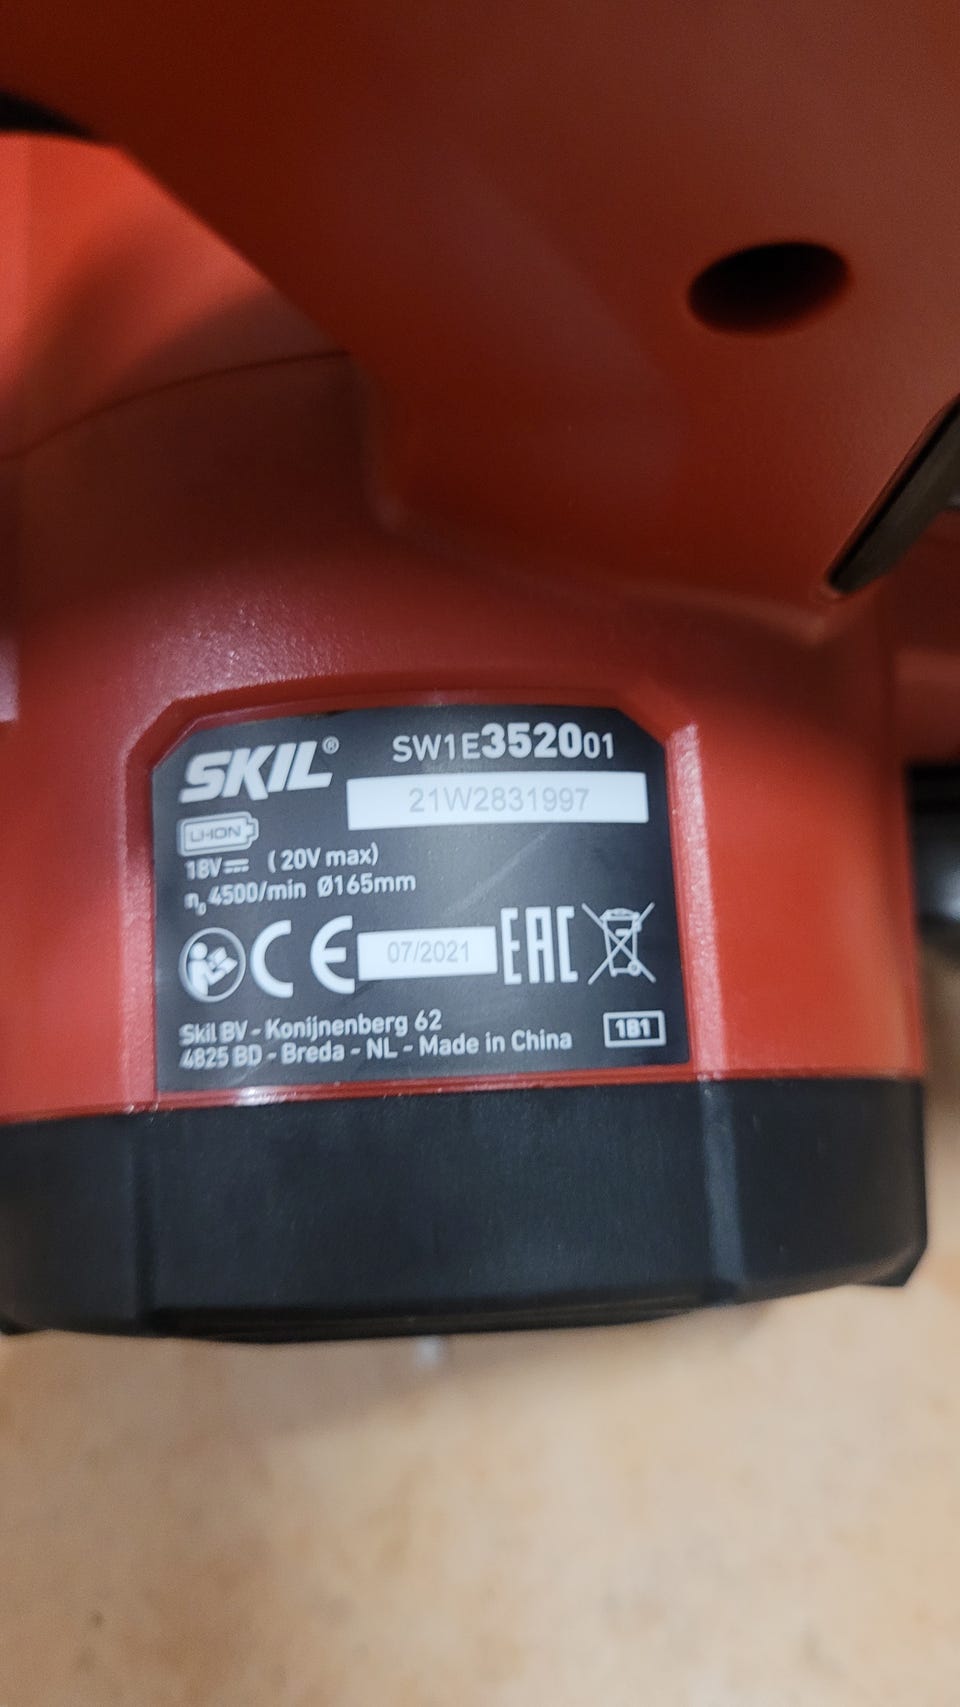 SKIL®
SW1E352001
21W2831997
LI-ION
18V (20V max)
n₀ 4500/min Ø165mm
CE
07/2021
EAC
Skil BV - Konijnenberg 62
4825 BD - Breda - NL - Made in China
1B1